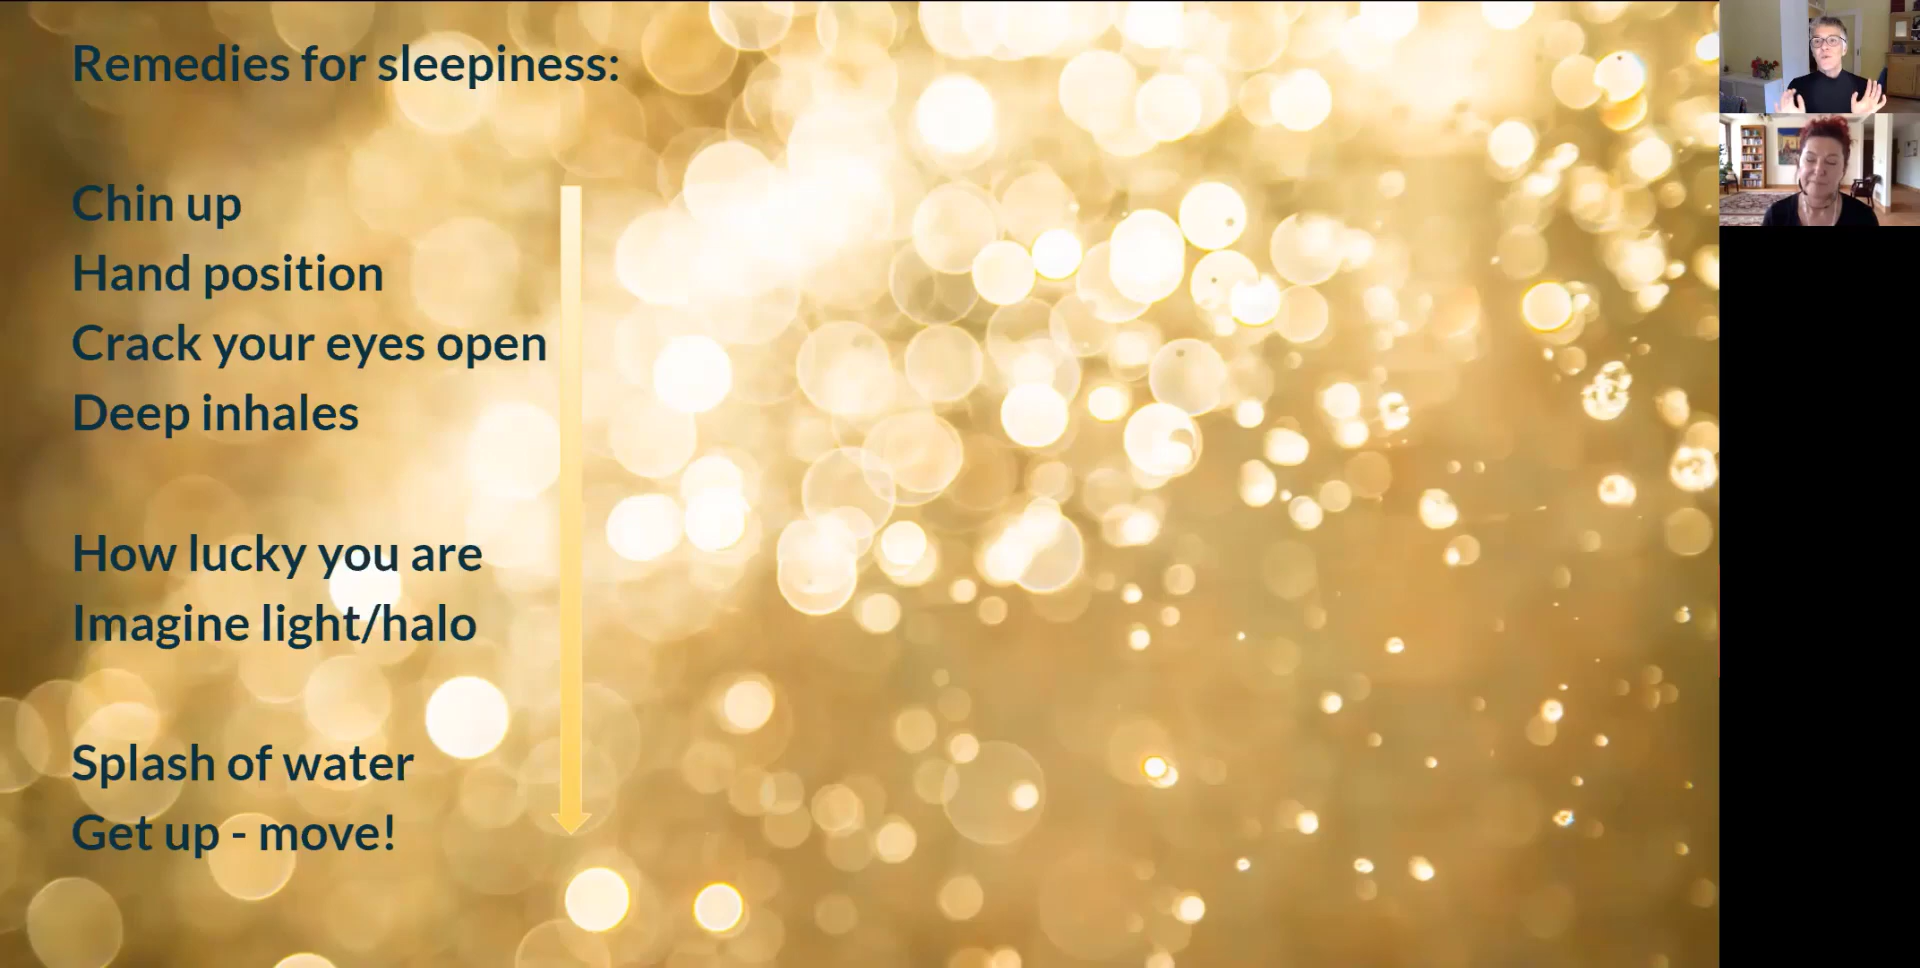 Remedies for sleepiness:
Chin up
Hand position
Crack your eyes open
Deep inhales
How lucky you are
Imagine light/halo
Splash of water
Get up - move!